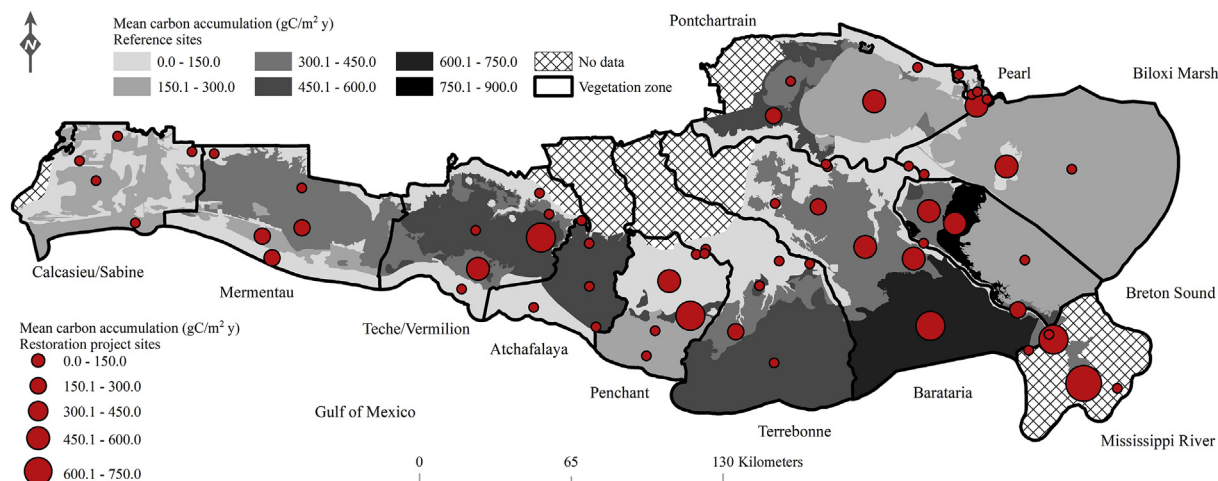 N
Mean carbon accumulation (gC/m² y)
Reference sites
0.0 - 150.0
150.1 - 300.0
300.1 - 450.0
450.1 - 600.0
600.1 - 750.0
750.1 - 900.0
No data
Vegetation zone
Pontchartrain
Pearl
Biloxi Marsh
Calcasieu/Sabine
Mermentau
Teche/Vermilion
Atchafalaya
Penchant
Terrebonne
Barataria
Breton Sound
Mississippi River
Gulf of Mexico
Mean carbon accumulation (gC/m² y)
Restoration project sites
0.0 - 150.0
150.1 - 300.0
300.1 - 450.0
450.1 - 600.0
600.1 - 750.0
0 65 130 Kilometers